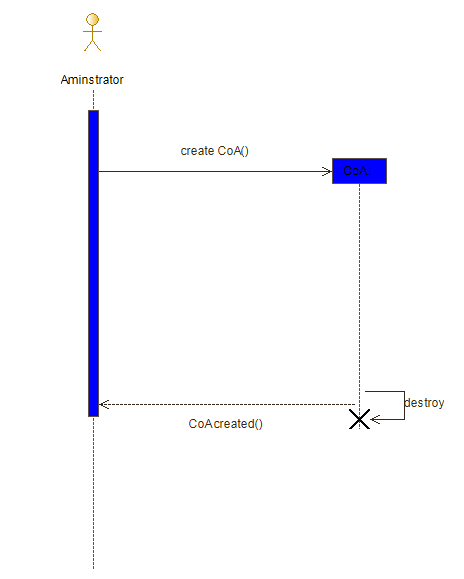 Aminstrator
create CoA()
CoA
destroy
CoAcreated()